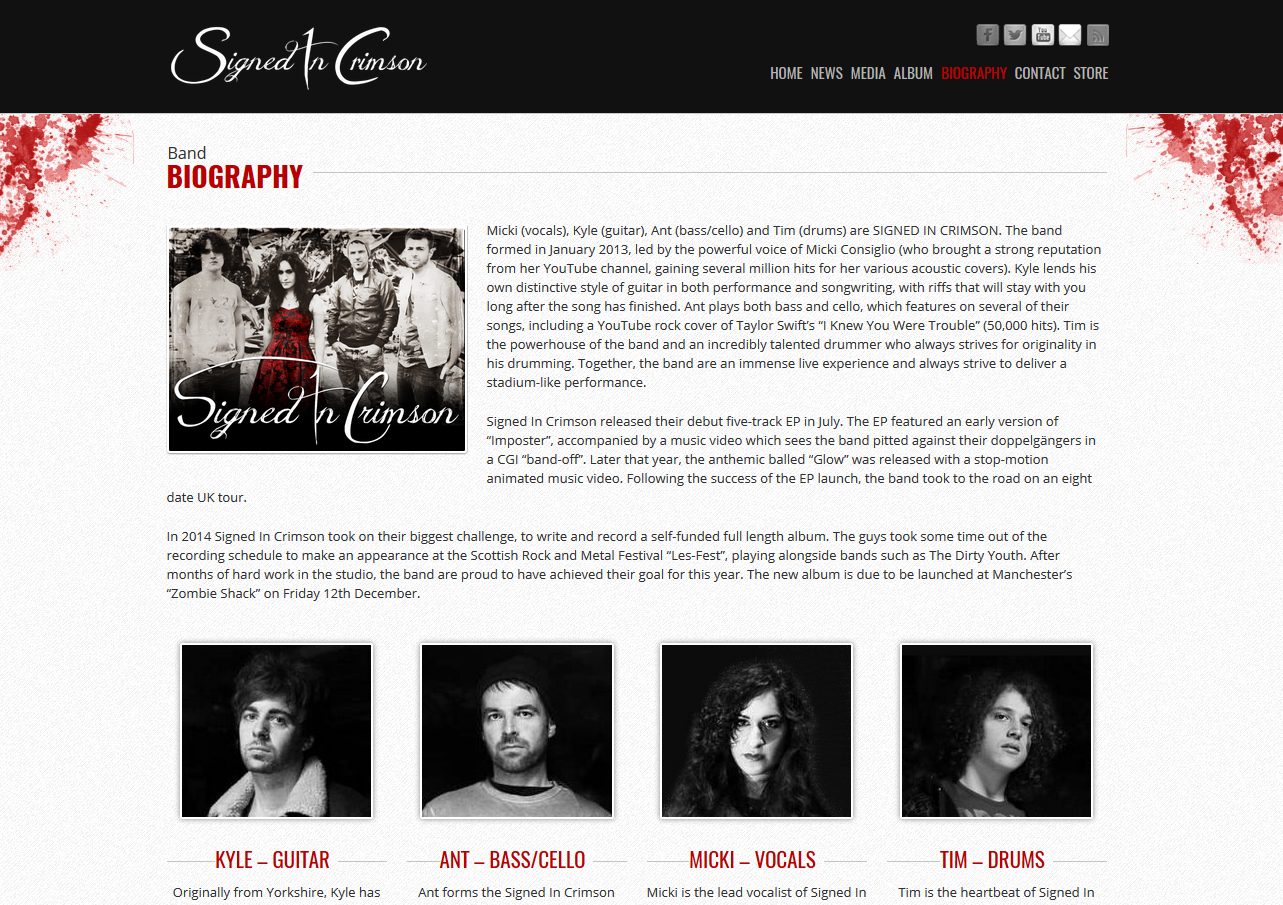 Signed In Crimson
You Tube
HOME NEWS MEDIA ALBUM BIOGRAPHY CONTACT STORE
Band
BIOGRAPHY
Micki (vocals), Kyle (guitar), Ant (bass/cello) and Tim (drums) are SIGNED IN CRIMSON. The band
formed in January 2013, led by the powerful voice of Micki Consiglio (who brought a strong reputation
from her YouTube channel, gaining several million hits for her various acoustic covers). Kyle lends his
own distinctive style of guitar in both performance and songwriting, with riffs that will stay with you
long after the song has finished. Ant plays both bass and cello, which features on several of their
songs, including a YouTube rock cover of Taylor Swift’s “I Knew You Were Trouble” (50,000 hits). Tim is
the powerhouse of the band and an incredibly talented drummer who always strives for originality in
his drumming. Together, the band are an immense live experience and always strive to deliver a
stadium-like performance.
Signed In Crimson
Signed In Crimson released their debut five-track EP in July. The EP featured an early version of
“Imposter”, accompanied by a music video which sees the band pitted against their doppelgängers in
a CGI “band-off”. Later that year, the anthemic balled “Glow” was released with a stop-motion
animated music video. Following the success of the EP launch, the band took to the road on an eight
date UK tour.
In 2014 Signed In Crimson took on their biggest challenge, to write and record a self-funded full length album. The guys took some time out of the
recording schedule to make an appearance at the Scottish Rock and Metal Festival “Les-Fest”, playing alongside bands such as The Dirty Youth. After
months of hard work in the studio, the band are proud to have achieved their goal for this year. The new album is due to be launched at Manchester’s
“Zombie Shack” on Friday 12th December.
KYLE – GUITAR
ANT – BASS/CELLO
MICKI – VOCALS
TIM – DRUMS
Originally from Yorkshire, Kyle has
Ant forms the Signed In Crimson
Micki is the lead vocalist of Signed In
Tim is the heartbeat of Signed In